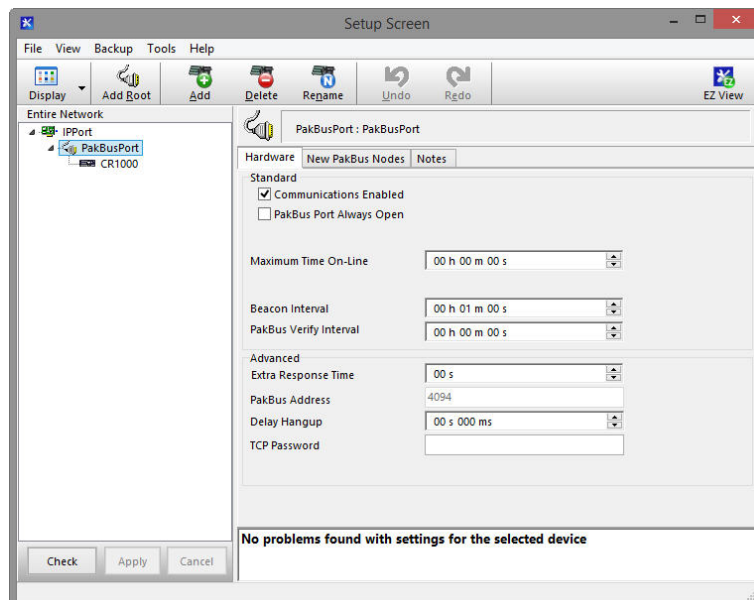 Setup Screen
File View Backup Tools Help
Display Add Root Add Delete Rename Undo Redo EZ View
Entire Network
IPPort
PakBusPort
CR1000
PakBusPort : PakBusPort
Hardware New PakBus Nodes Notes
Standard
Communications Enabled
PakBus Port Always Open
Maximum Time On-Line 00 h 00 m 00 s
Beacon Interval 00 h 01 m 00 s
PakBus Verify Interval 00 h 00 m 00 s
Advanced
Extra Response Time 00 s
PakBus Address 4094
Delay Hangup 00 s 000 ms
TCP Password
No problems found with settings for the selected device
Check Apply Cancel